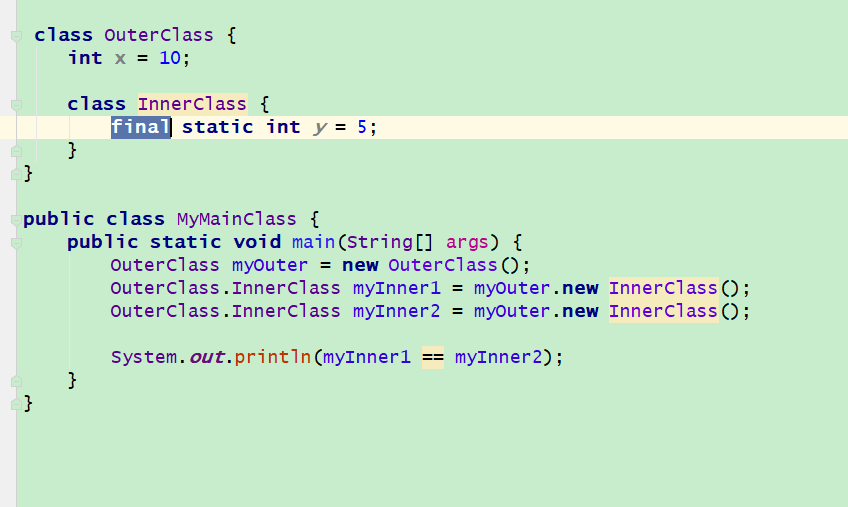 class OuterClass {
int x = 10;
class InnerClass {
final static int y = 5;
}
}
public class MyMainClass {
public static void main(String[] args) {
OuterClass myOuter = new OuterClass();
OuterClass.InnerClass myInner1 = myOuter.new InnerClass();
OuterClass.InnerClass myInner2 = myOuter.new InnerClass();
System.out.println(myInner1 == myInner2);
}
}